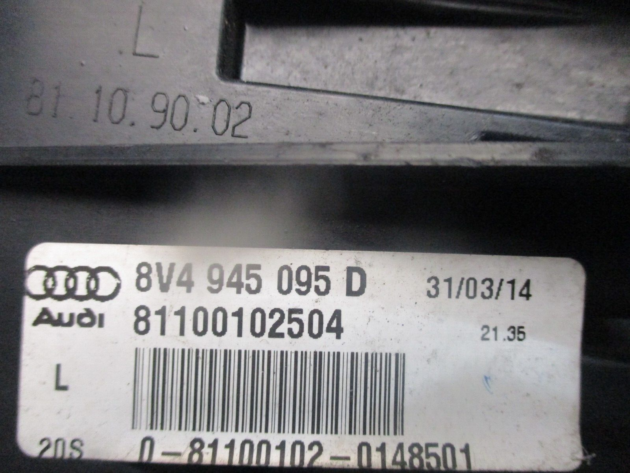 L
81 10.90.02
8V4 945 095 D 31/03/14
Audi 81100102504 21.35
L
20S 0-81100102-0148501